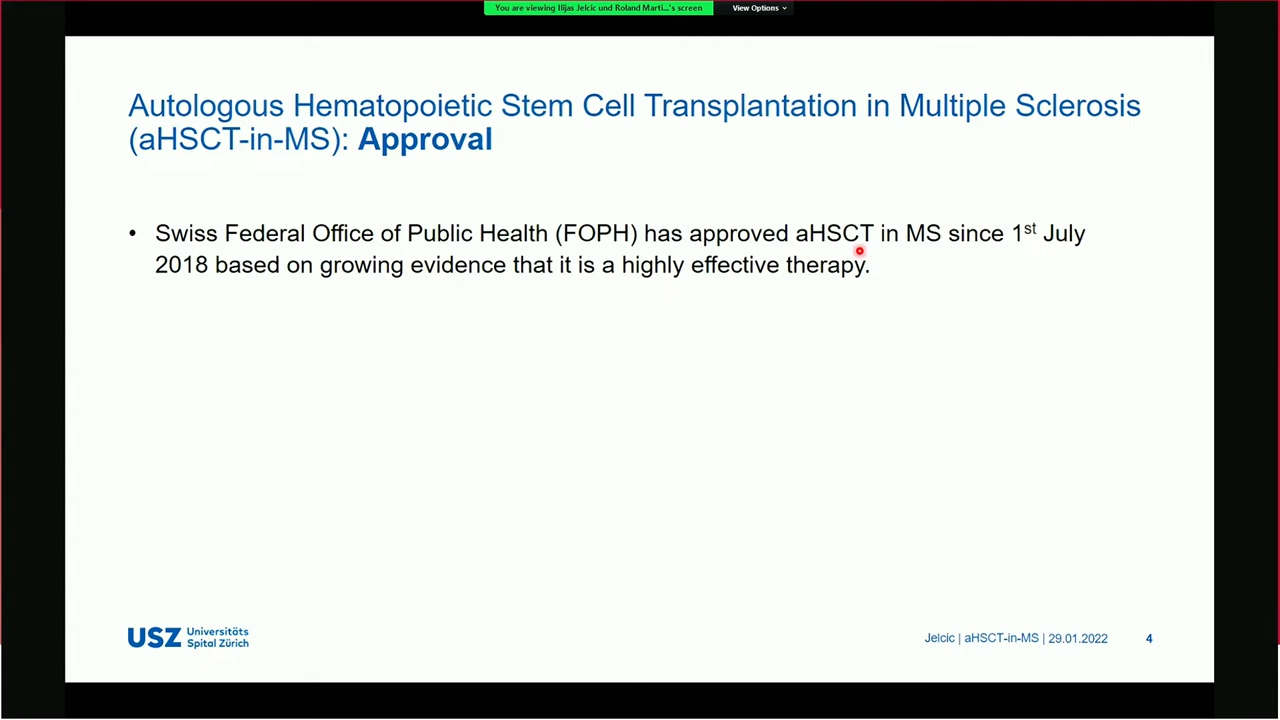 You are viewing Ilijas Jelcic und Roland Marti...'s screen
View Options
Autologous Hematopoietic Stem Cell Transplantation in Multiple Sclerosis
(aHSCT-in-MS): Approval
• Swiss Federal Office of Public Health (FOPH) has approved aHSCT in MS since 1st July
2018 based on growing evidence that it is a highly effective therapy.
USZ Universitäts
Spital Zürich
Jelcic | aHSCT-in-MS | 29.01.2022 4